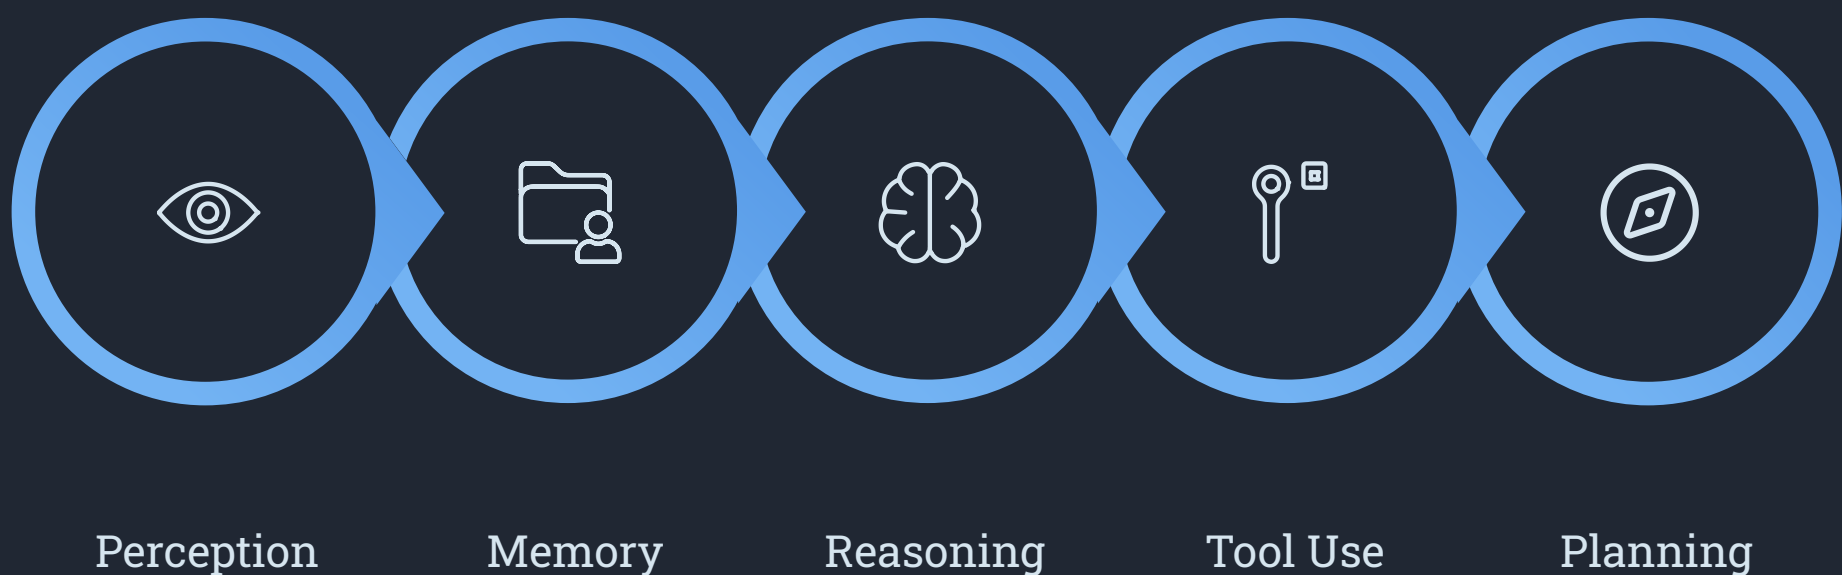 Perception
Memory
Reasoning
Tool Use
Planning